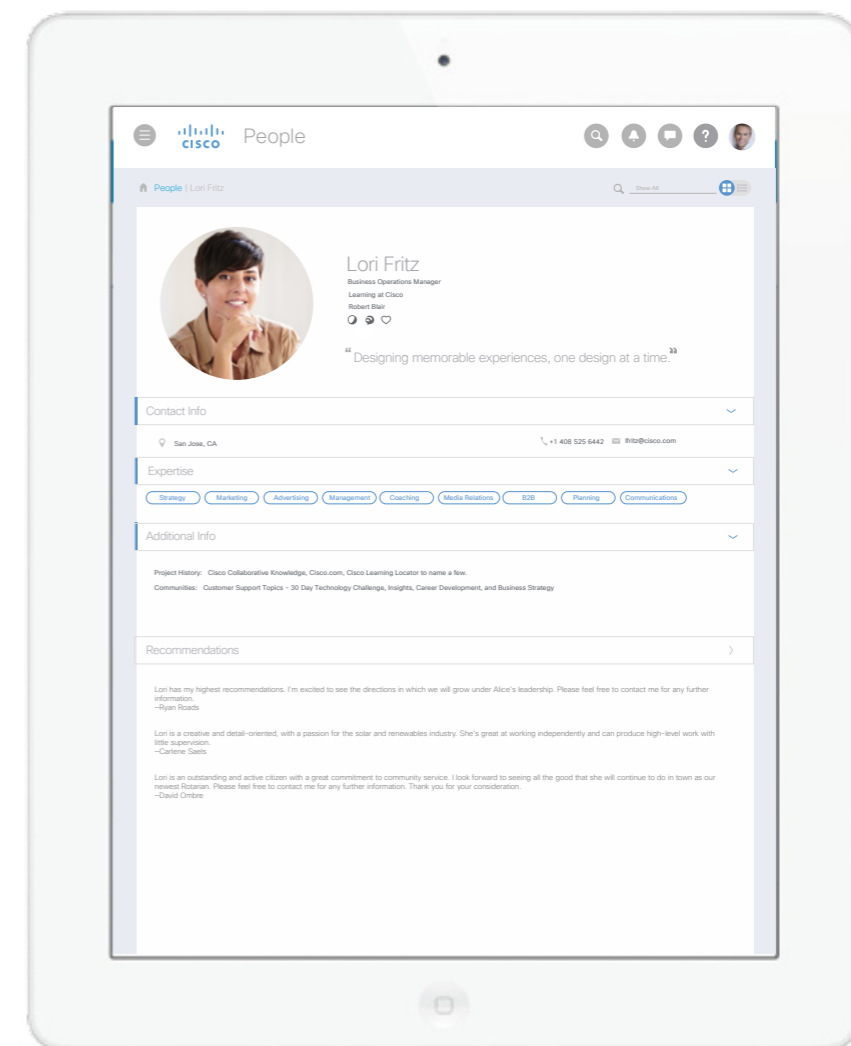 CISCO
People
?
People | Lori Fritz
Show All
Lori Fritz
Business Operations Manager
Learning at Cisco
Robert Blair
“Designing memorable experiences, one design at a time.”
Contact Info
San Jose, CA
+1 408 525 6442 lfritz@cisco.com
Expertise
Strategy Marketing Advertising Management Coaching Media Relations B2B Planning Communications
Additional Info
Project History: Cisco Collaborative Knowledge, Cisco.com, Cisco Learning Locator to name a few.
Communities: Customer Support Topics - 30 Day Technology Challenge, Insights, Career Development, and Business Strategy
Recommendations
Lori has my highest recommendations. I'm excited to see the directions in which we will grow under Alice's leadership. Please feel free to contact me for any further
information.
—Ryan Roads
Lori is a creative and detail-oriented, with a passion for the solar and renewables industry. She's great at working independently and can produce high-level work with
little supervision.
—Carlene Saels
Lori is an outstanding and active citizen with a great commitment to community service. I look forward to seeing all the good that she will continue to do in town as our
newest Rotarian. Please feel free to contact me for any further information. Thank you for your consideration.
—David Ombre